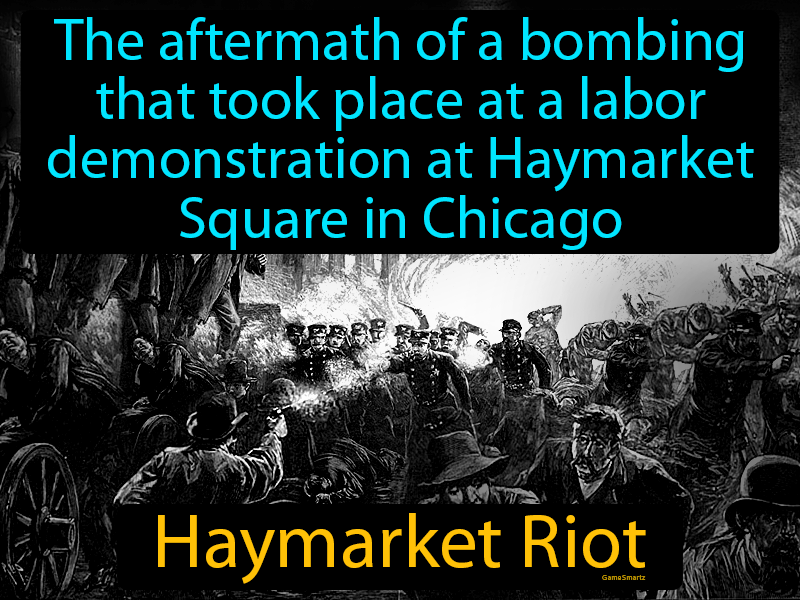 The aftermath of a bombing
that took place at a labor
demonstration at Haymarket
Square in Chicago
Haymarket Riot
GameSmartz